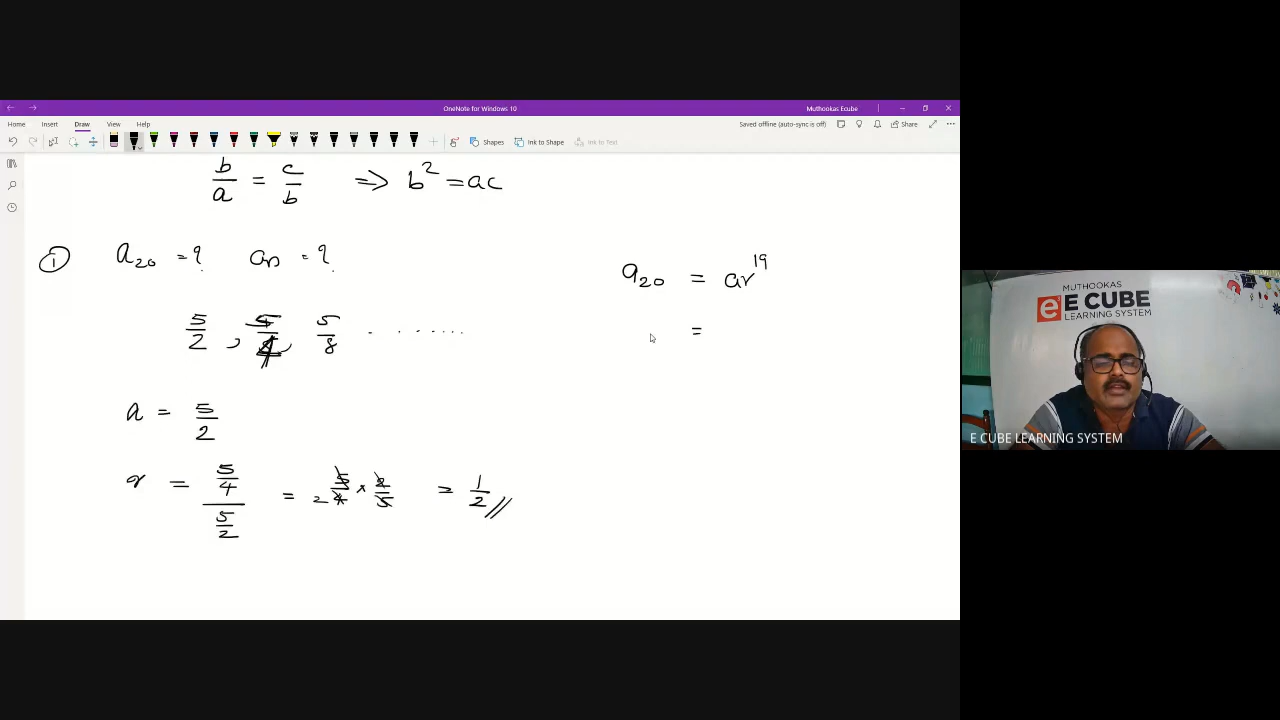 OneNote for Windows 10
Muthookas Ecube
Home Insert Draw View Help
Saved offline (auto-sync is off)
Share
Shapes
Ink to Shape
Ink to Text
b/a = c/b => b² = ac
① a₂₀ = ? aₙ = ?
5/2, 5/4, 5/8 ........
a = 5/2
r = (5/4)/(5/2) = 5/4 × 2/5 = 1/2 //
2
a₂₀ = ar¹⁹
=
MUTHOOKAS
e E CUBE
LEARNING SYSTEM
E CUBE LEARNING SYSTEM